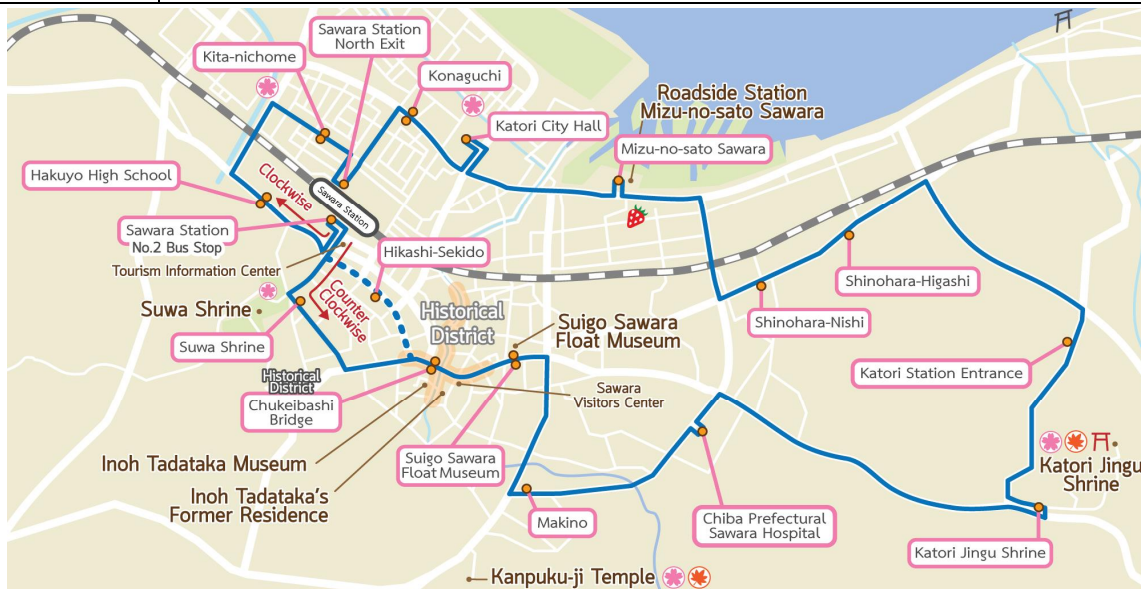 Sawara Station
North Exit
Kita-nichome
Konaguchi
Katori City Hall
Roadside Station
Mizu-no-sato Sawara
Mizu-no-sato Sawara
Hakuyo High School
Clockwise
Sawara Station
Sawara Station
No.2 Bus Stop
Tourism Information Center
Hikashi-Sekido
Counter
Clockwise
Suwa Shrine
Suwa Shrine
Historical
District
Suigo Sawara
Float Museum
Shinohara-Higashi
Shinohara-Nishi
Katori Station Entrance
Historical
District
Chukeibashi
Bridge
Sawara
Visitors Center
Inoh Tadataka Museum
Inoh Tadataka's
Former Residence
Suigo Sawara
Float Museum
Makino
Chiba Prefectural
Sawara Hospital
Katori Jingu
Shrine
Katori Jingu Shrine
Kanpuku-ji Temple